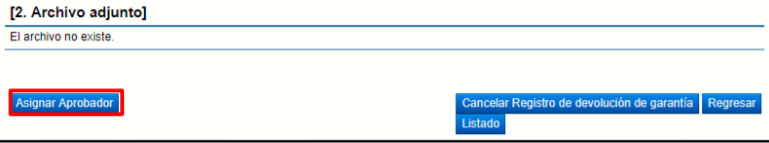 [2. Archivo adjunto]
El archivo no existe.
Asignar Aprobador
Cancelar Registro de devolución de garantía Regresar
Listado